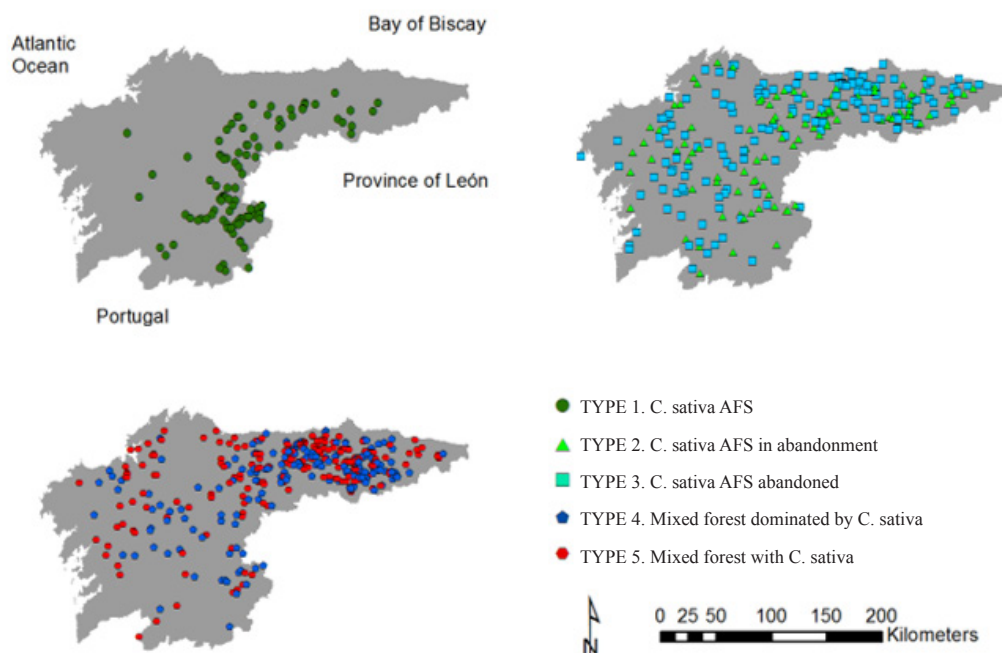 Bay of Biscay
Atlantic
Ocean
Province of León
Portugal
TYPE 1. C. sativa AFS
TYPE 2. C. sativa AFS in abandonment
TYPE 3. C. sativa AFS abandoned
TYPE 4. Mixed forest dominated by C. sativa
TYPE 5. Mixed forest with C. sativa
N
0 25 50 100 150 200
Kilometers